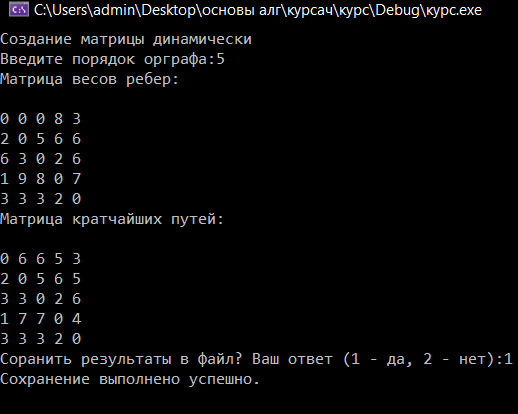 C:\Users\admin\Desktop\основы алг\курсач\курс\Debug\курс.exe
Создание матрицы динамически
Введите порядок орграфа:5
Матрица весов ребер:
0 0 0 8 3
2 0 5 6 6
6 3 0 2 6
1 9 8 0 7
3 3 3 2 0
Матрица кратчайших путей:
0 6 6 5 3
2 0 5 6 5
3 3 0 2 6
1 7 7 0 4
3 3 3 2 0
Соранить результаты в файл? Ваш ответ (1 - да, 2 - нет):1
Сохранение выполнено успешно.